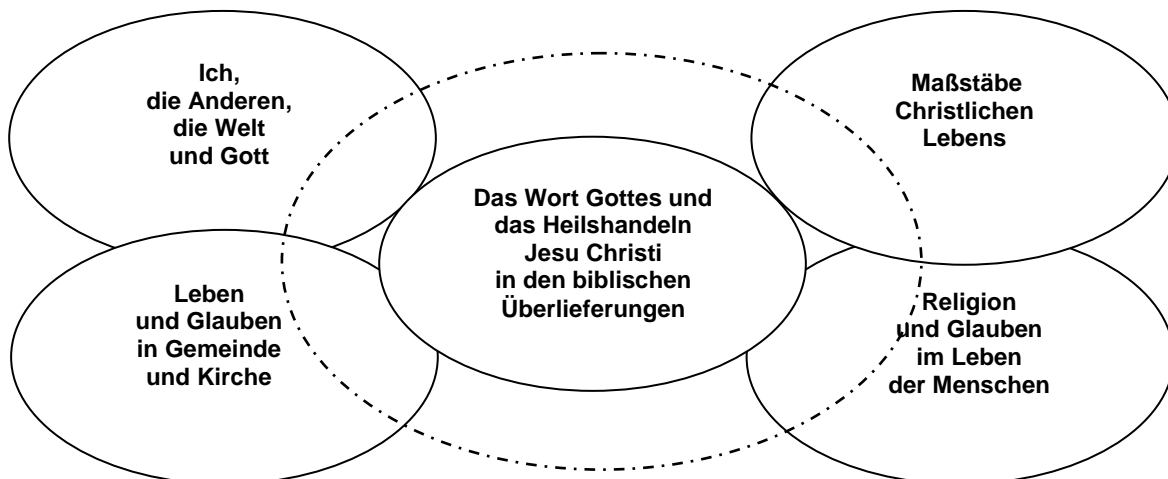 Ich,
die Anderen,
die Welt
und Gott
Maßstäbe
Christlichen
Lebens
Das Wort Gottes und
das Heilshandeln
Jesu Christi
in den biblischen
Überlieferungen
Leben
und Glauben
in Gemeinde
und Kirche
Religion
und Glauben
im Leben
der Menschen